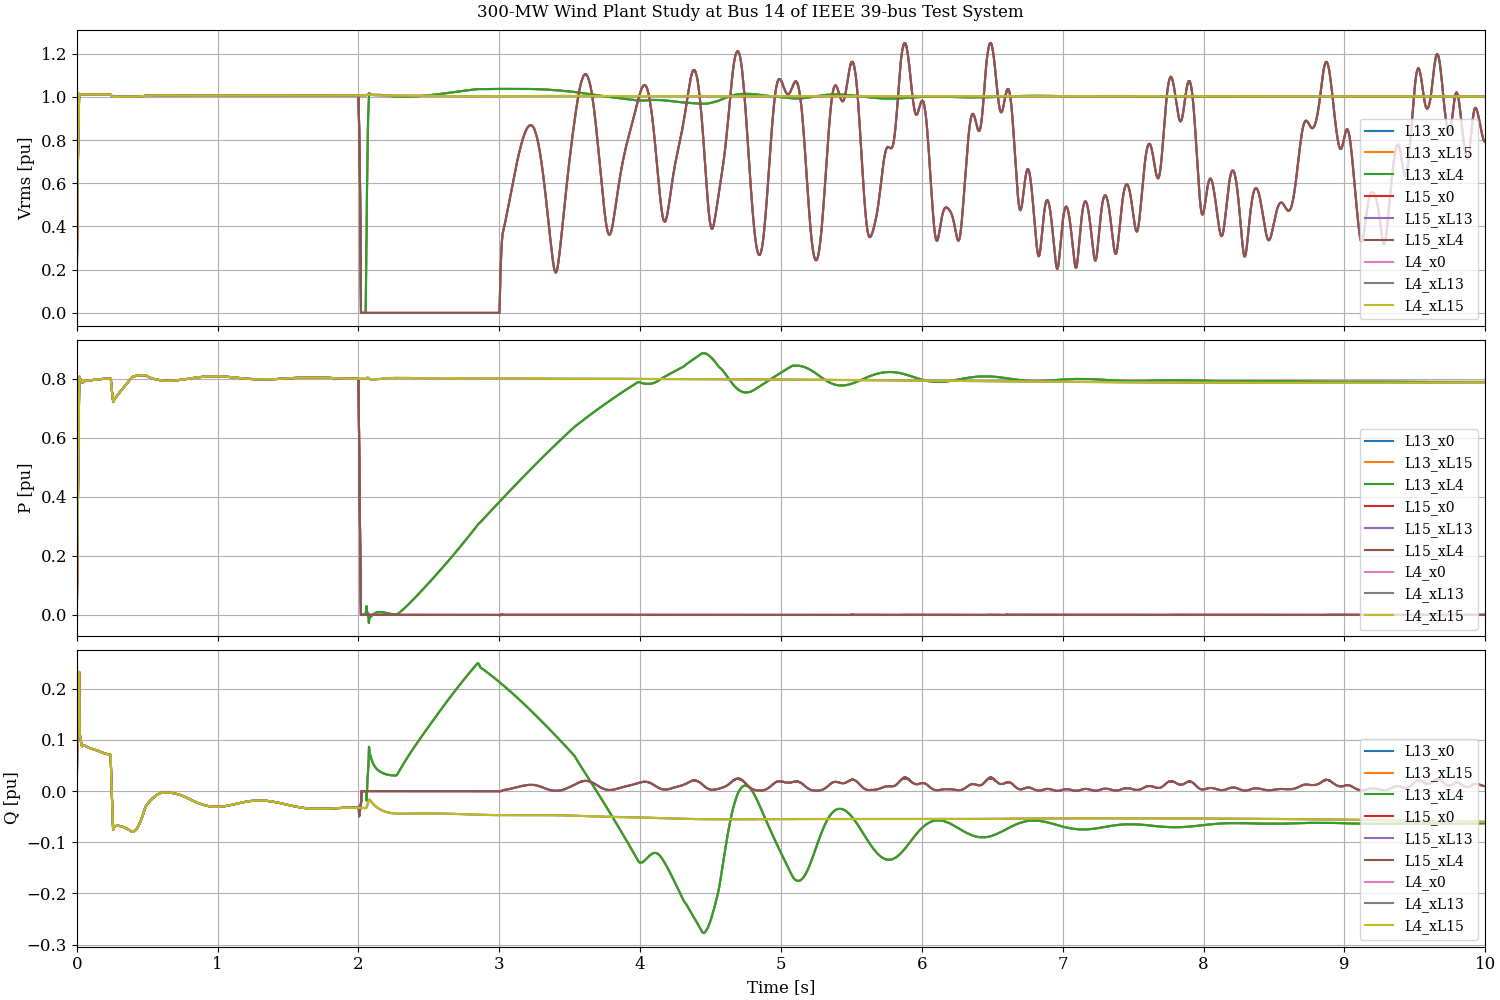 300-MW Wind Plant Study at Bus 14 of IEEE 39-bus Test System
Vrms [pu]
1.2
1.0
0.8
0.6
0.4
0.2
0.0
L13_x0
L13_xL15
L13_xL4
L15_x0
L15_xL13
L15_xL4
L4_x0
L4_xL13
L4_xL15
P [pu]
0.8
0.6
0.4
0.2
0.0
L13_x0
L13_xL15
L13_xL4
L15_x0
L15_xL13
L15_xL4
L4_x0
L4_xL13
L4_xL15
Q [pu]
0.2
0.1
0.0
−0.1
−0.2
−0.3
L13_x0
L13_xL15
L13_xL4
L15_x0
L15_xL13
L15_xL4
L4_x0
L4_xL13
L4_xL15
0 1 2 3 4 5 6 7 8 9 10
Time [s]